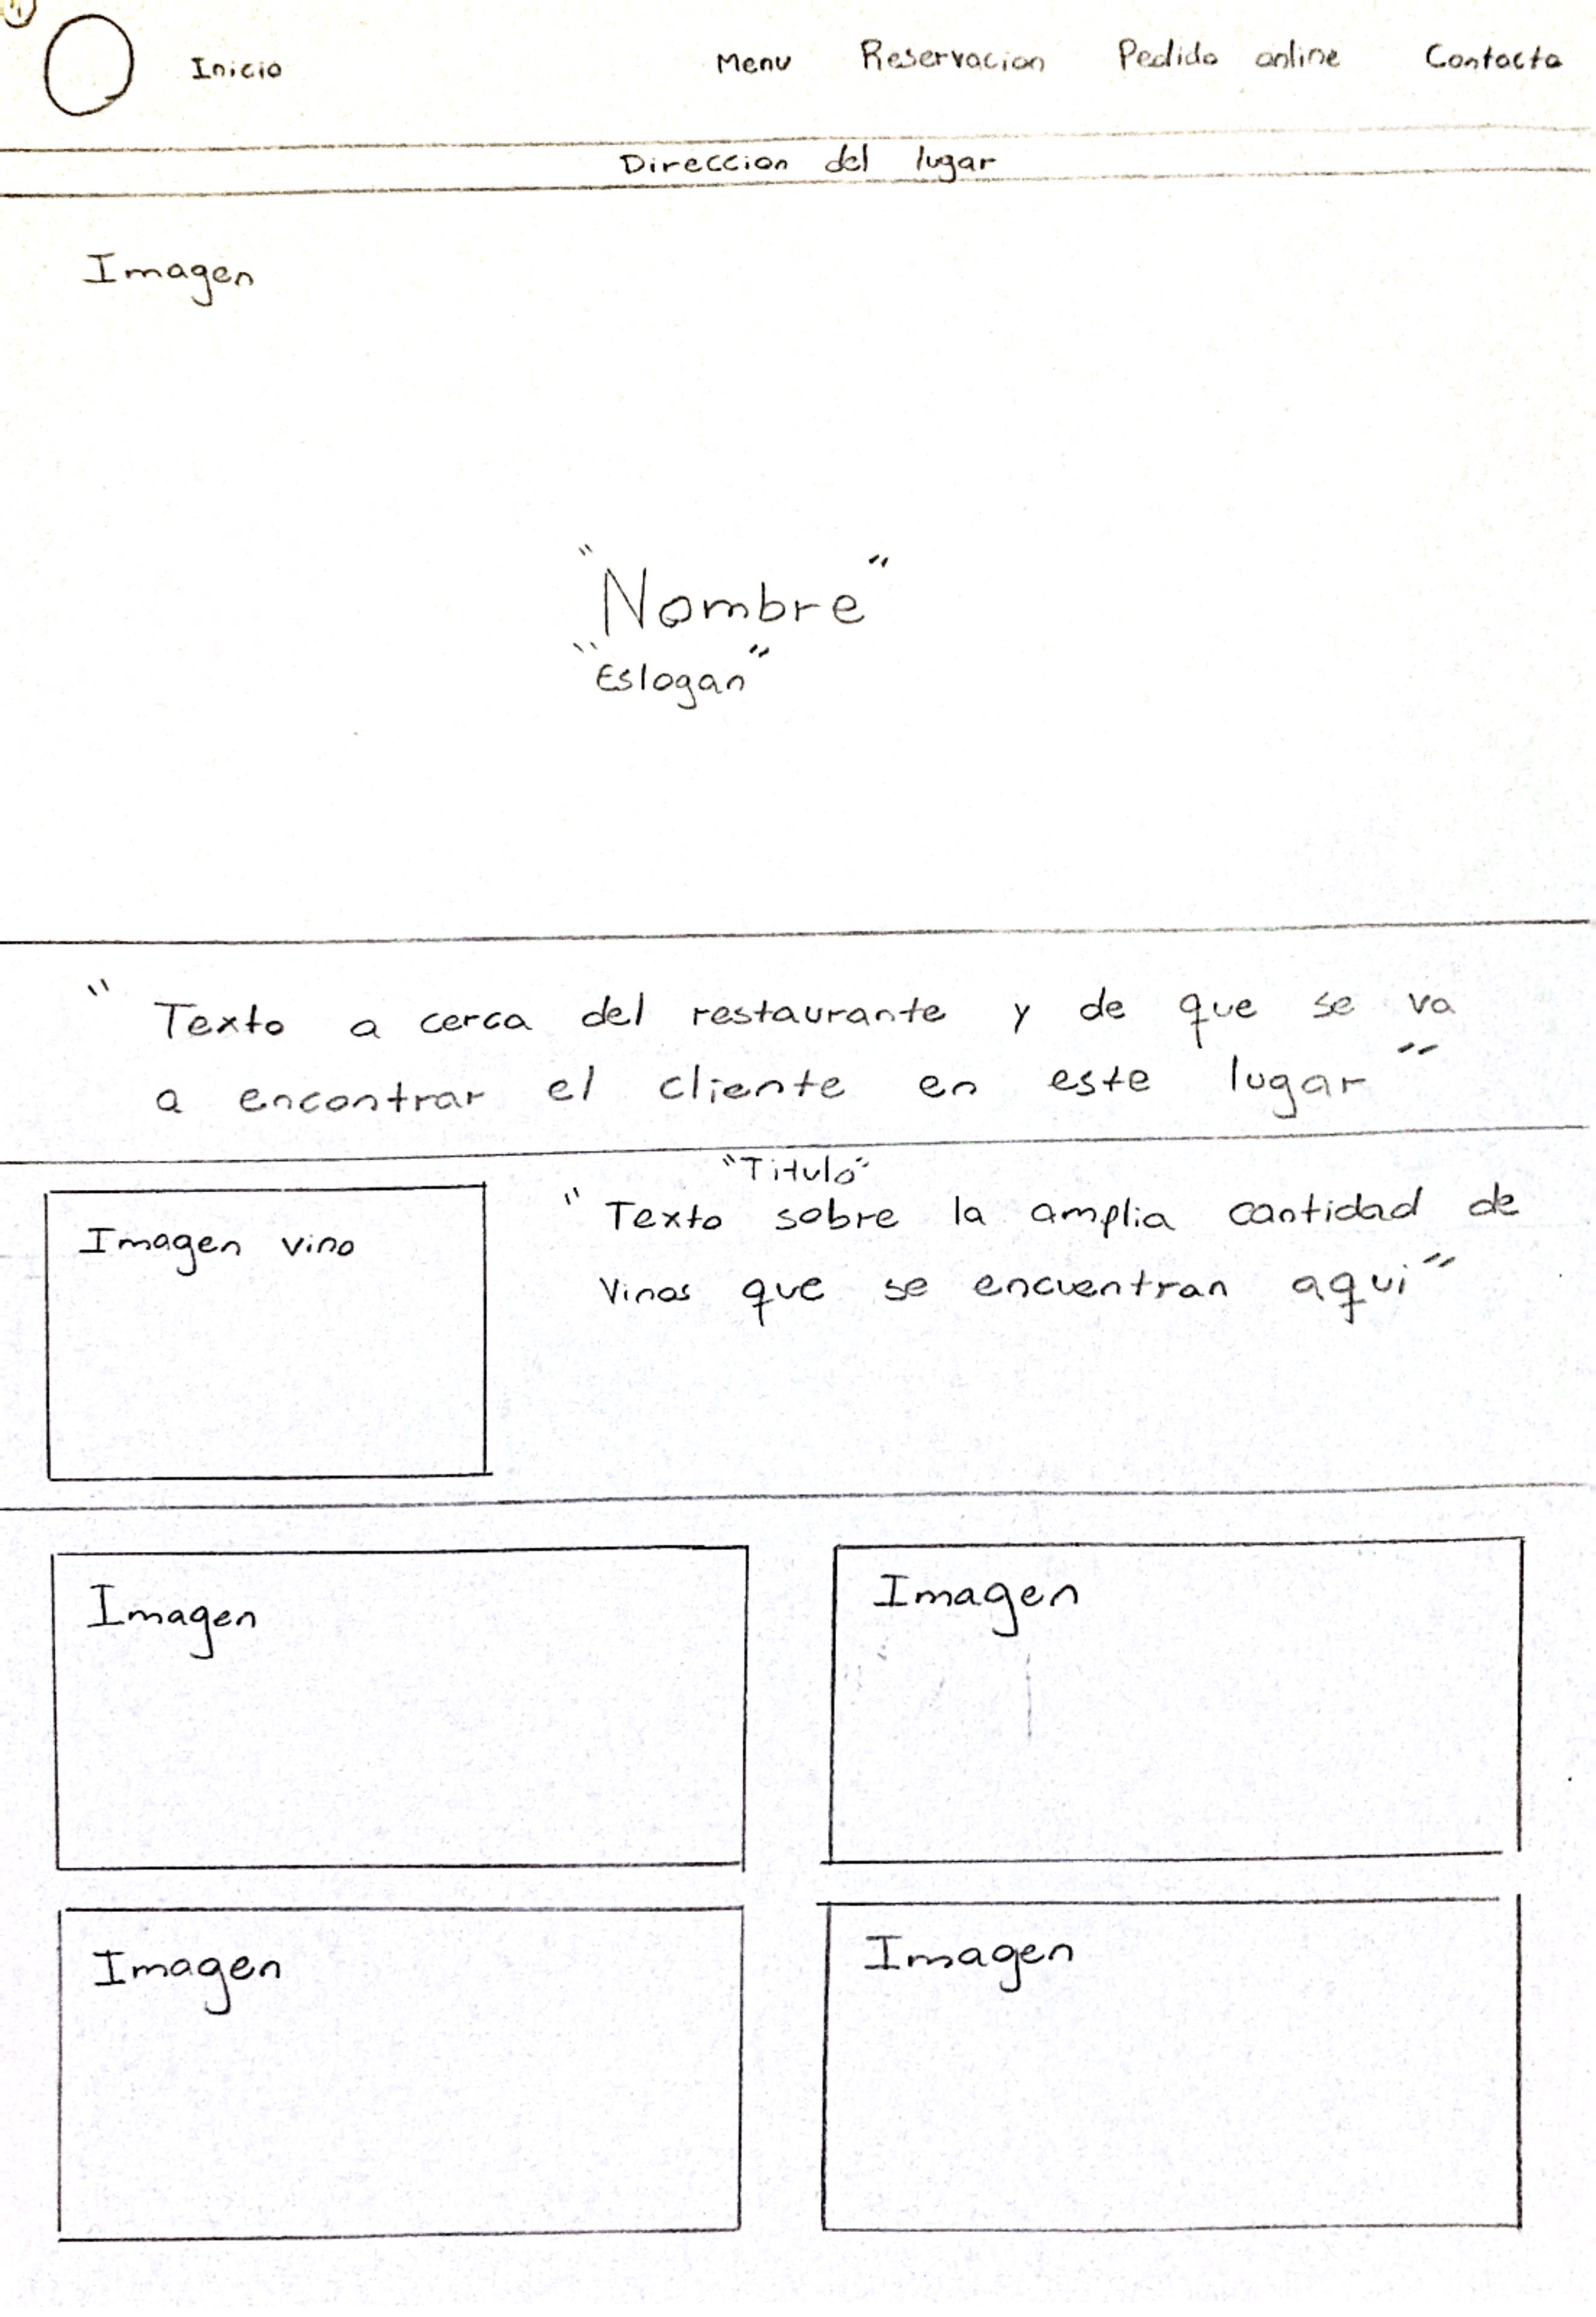 Inicio Menu Reservacion Pedido online Contacto
Direccion del lugar
Imagen
"Nombre"
"Eslogan"
"Texto a cerca del restaurante y de que se va
a encontrar el cliente en este lugar"
"Titulo"
Imagen vino
"Texto sobre la amplia cantidad de
Vinos que se encuentran aqui"
Imagen
Imagen
Imagen
Imagen